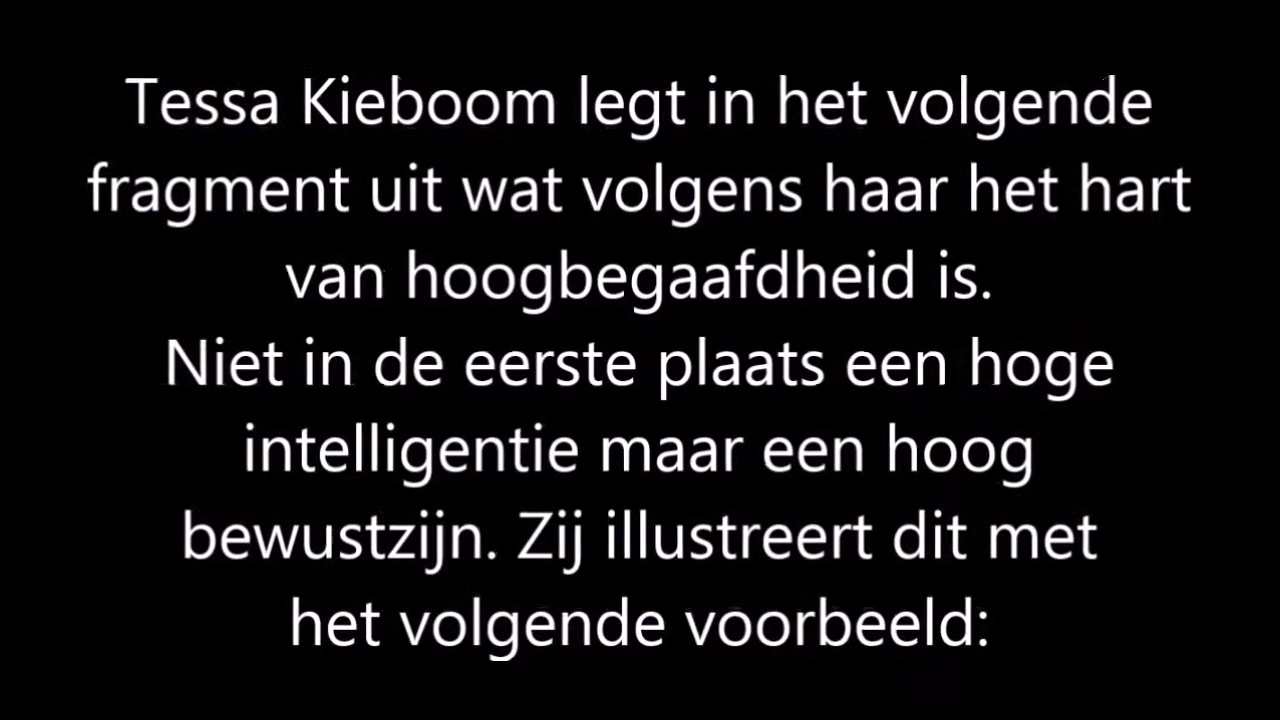 Tessa Kieboom legt in het volgende
fragment uit wat volgens haar het hart
van hoogbegaafdheid is.
Niet in de eerste plaats een hoge
intelligentie maar een hoog
bewustzijn. Zij illustreert dit met
het volgende voorbeeld: